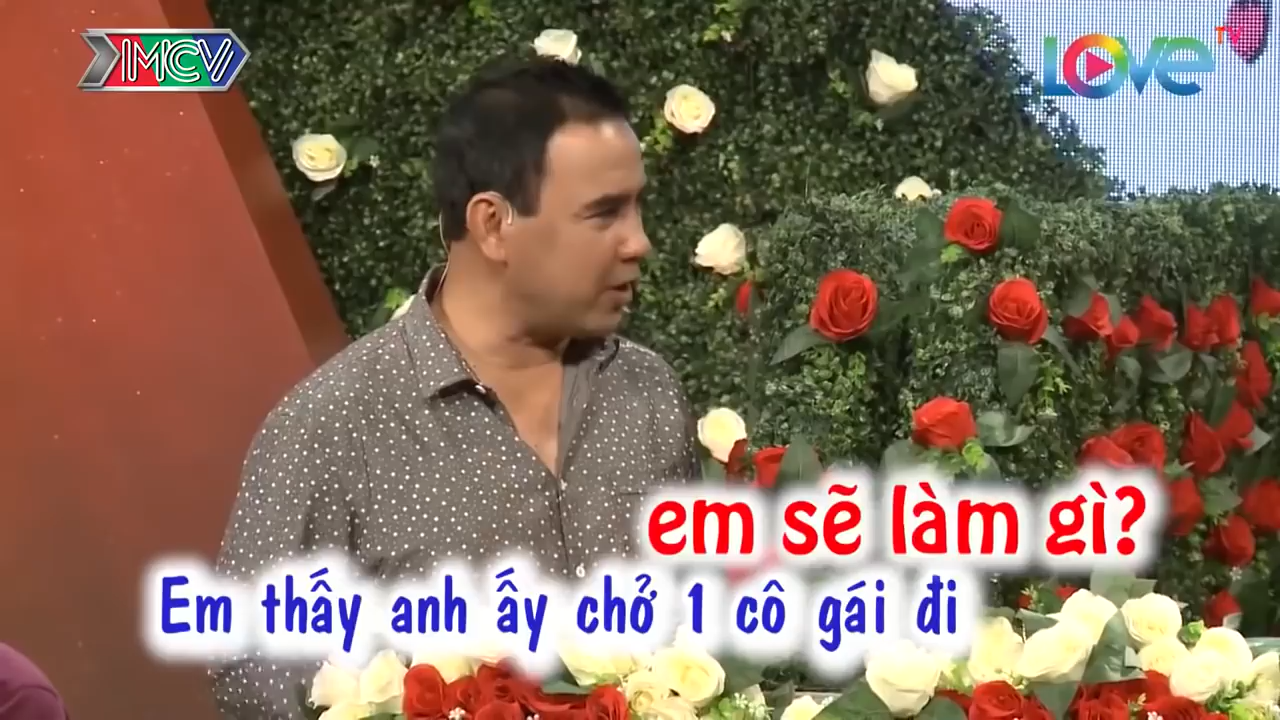 MCV
LOVE TV
em sẽ làm gì?
Em thấy anh ấy chở 1 cô gái đi